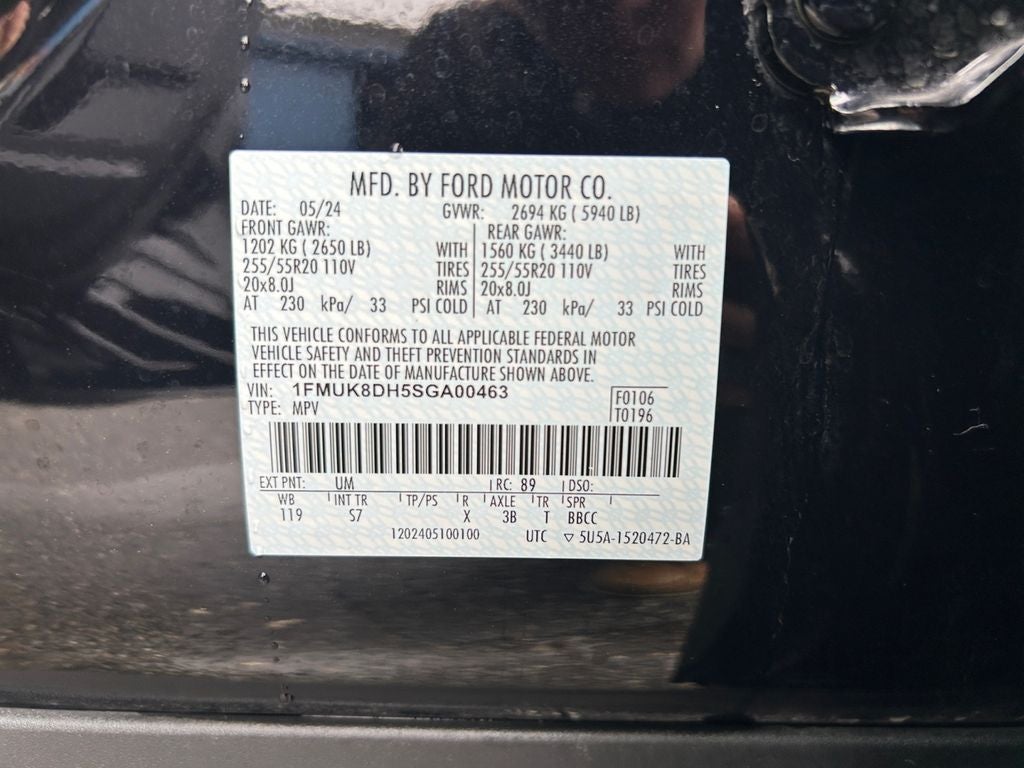 MFD. BY FORD MOTOR CO.
DATE: 05/24 GVWR: 2694 KG ( 5940 LB)
FRONT GAWR: REAR GAWR:
1202 KG ( 2650 LB) WITH 1560 KG ( 3440 LB) WITH
255/55R20 110V TIRES 255/55R20 110V TIRES
20x8.0J RIMS 20x8.0J RIMS
AT 230 kPa/ 33 PSI COLD AT 230 kPa/ 33 PSI COLD
THIS VEHICLE CONFORMS TO ALL APPLICABLE FEDERAL MOTOR
VEHICLE SAFETY AND THEFT PREVENTION STANDARDS IN
EFFECT ON THE DATE OF MANUFACTURE SHOWN ABOVE.
VIN: 1FMUK8DH5SGA00463 F0106
TYPE: MPV T0196
EXT PNT: UM RC: 89 DSO:
WB INT TR TP/PS R AXLE TR SPR
119 S7 X 3B T BBCC
1202405100100 UTC ▽ 5U5A-1520472-BA